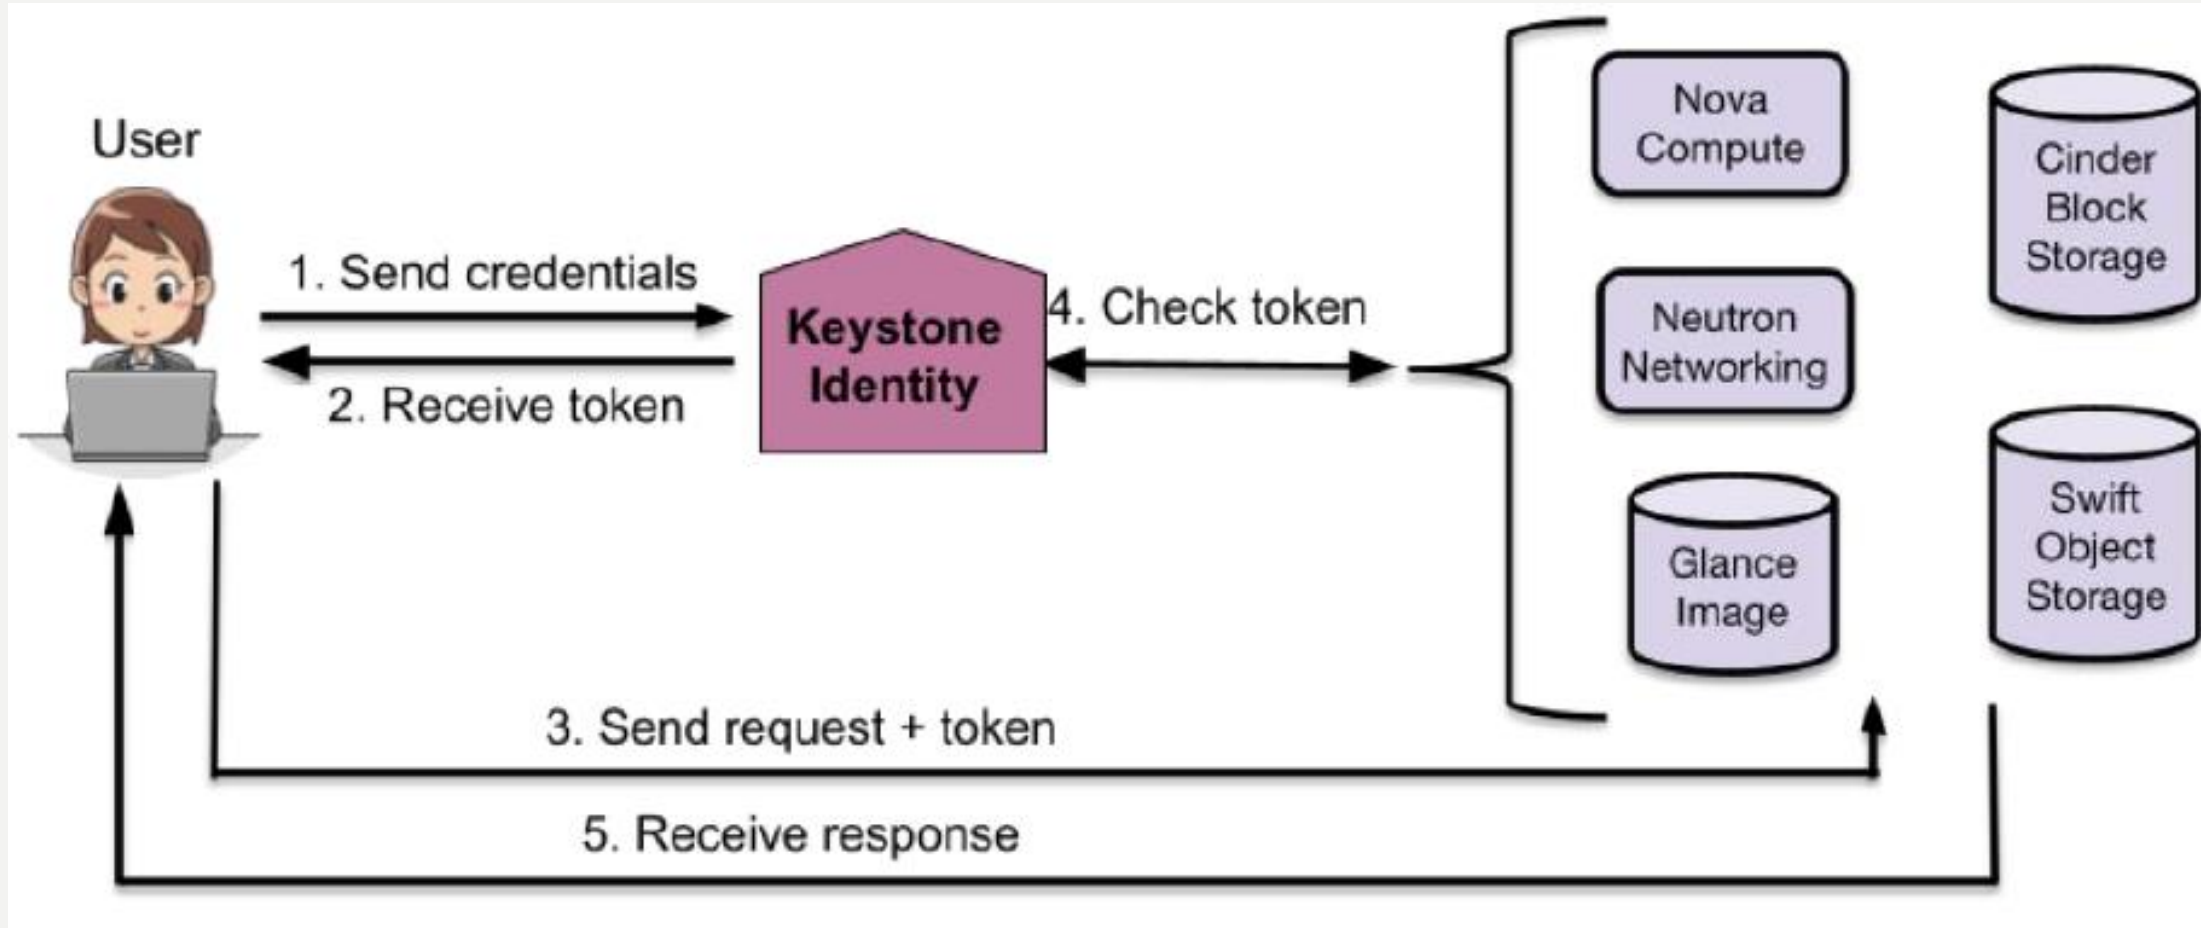 User
1. Send credentials
2. Receive token
Keystone
Identity
4. Check token
Nova
Compute
Neutron
Networking
Glance
Image
Cinder
Block
Storage
Swift
Object
Storage
3. Send request + token
5. Receive response